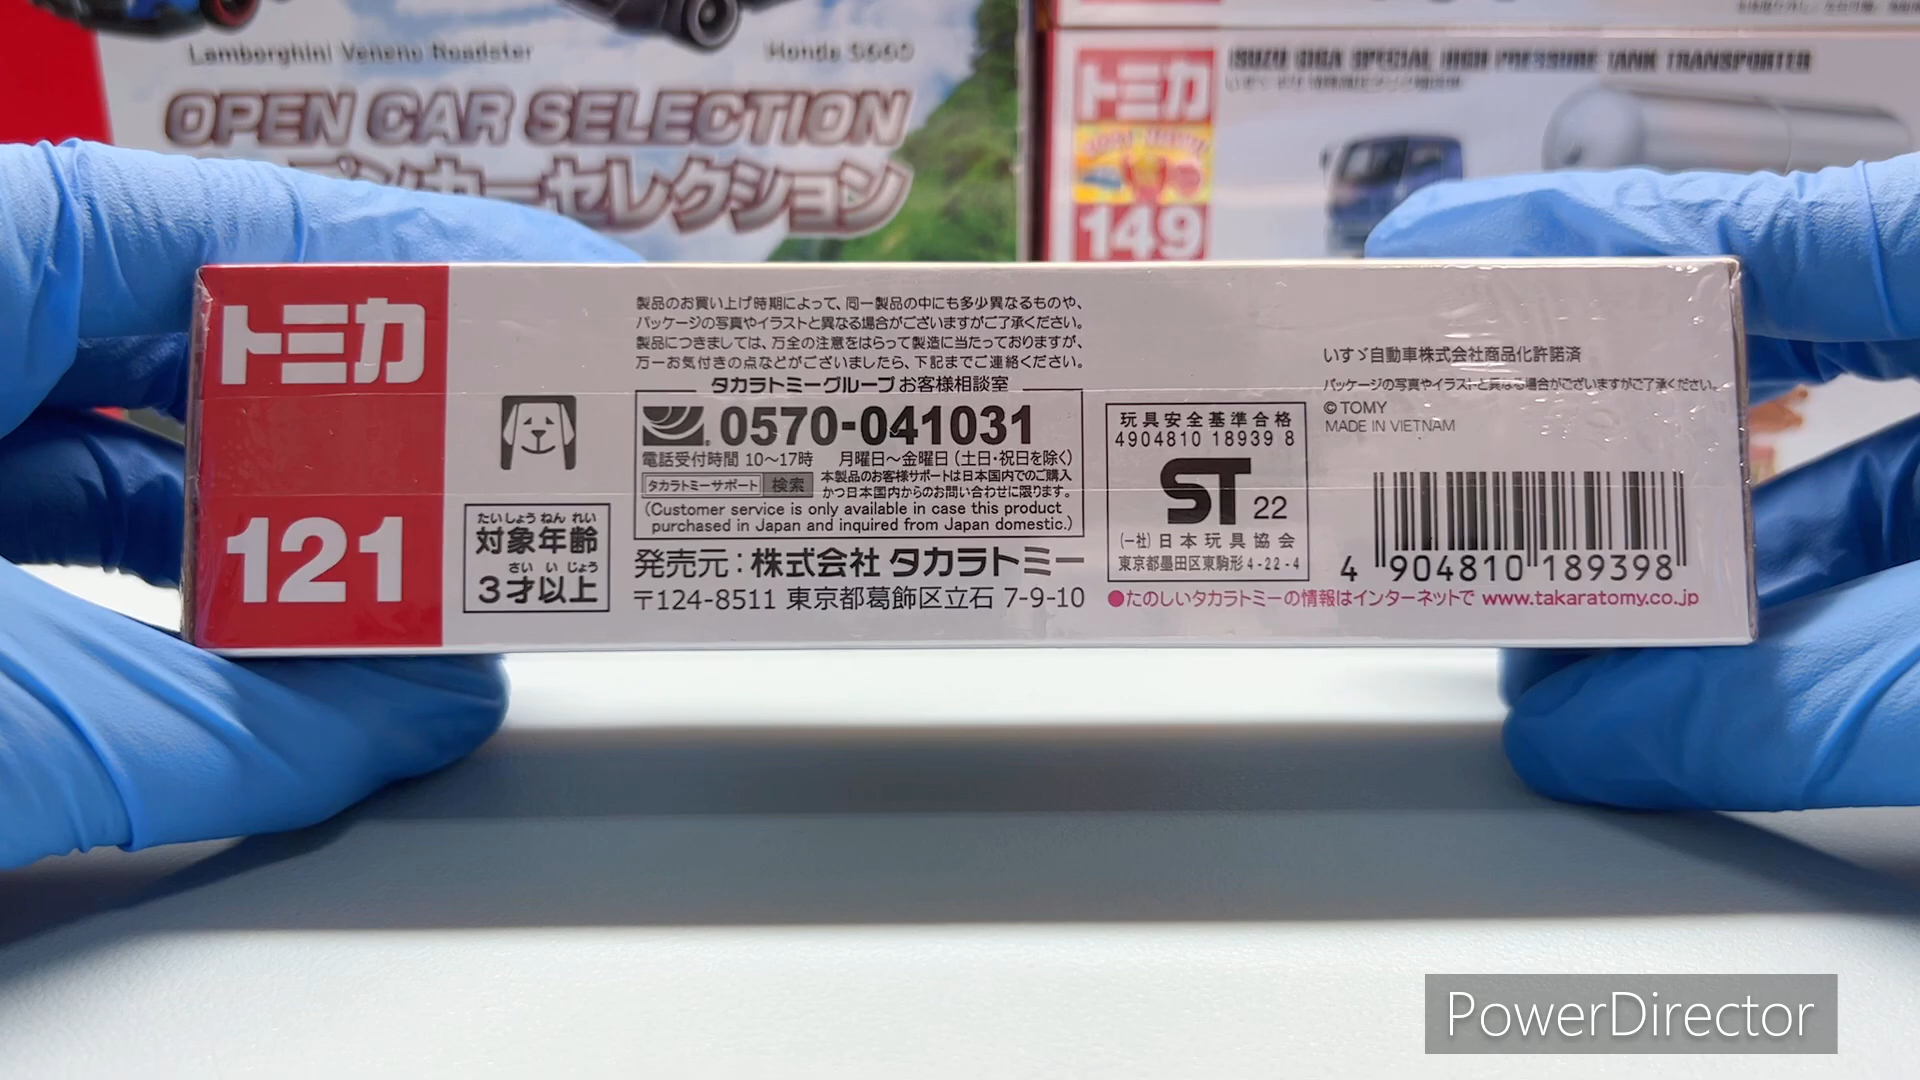 Lamborghini Veneno Roadster
Honda S660
OPEN CAR SELECTION
プンカーセレクション
ISUZU GIGA SPECIAL HIGH PRESSURE TANK TRANSPORTER
トミカ
149
トミカ
121
対象年齢
たいしょうねんれい
3才以上
さいいじょう
製品のお買い上げ時期によって、同一製品の中にも多少異なるものや、
パッケージの写真やイラストと異なる場合がございますがご了承ください。
製品につきましては、万全の注意をはらって製造に当たっておりますが、
万一お気付きの点などがございましたら、下記までご連絡ください。
タカラトミーグループ お客様相談室
0570-041031
電話受付時間 10～17時 月曜日～金曜日（土日・祝日を除く）
タカラトミーサポート 検索
本製品のお客様サポートは日本国内でのご購入
かつ日本国内からのお問い合わせに限ります。
(Customer service is only available in case this product
purchased in Japan and inquired from Japan domestic.)
発売元：株式会社 タカラトミー
〒124-8511 東京都葛飾区立石 7-9-10
玩具安全基準合格
4904810 18939 8
ST 22
(一社) 日本玩具協会
東京都墨田区東駒形4-22-4
いすゞ自動車株式会社商品化許諾済
パッケージの写真やイラストと異なる場合がございますがご了承ください。
© TOMY
MADE IN VIETNAM
4 904810 189398
●たのしいタカラトミーの情報はインターネットで www.takaratomy.co.jp
PowerDirector